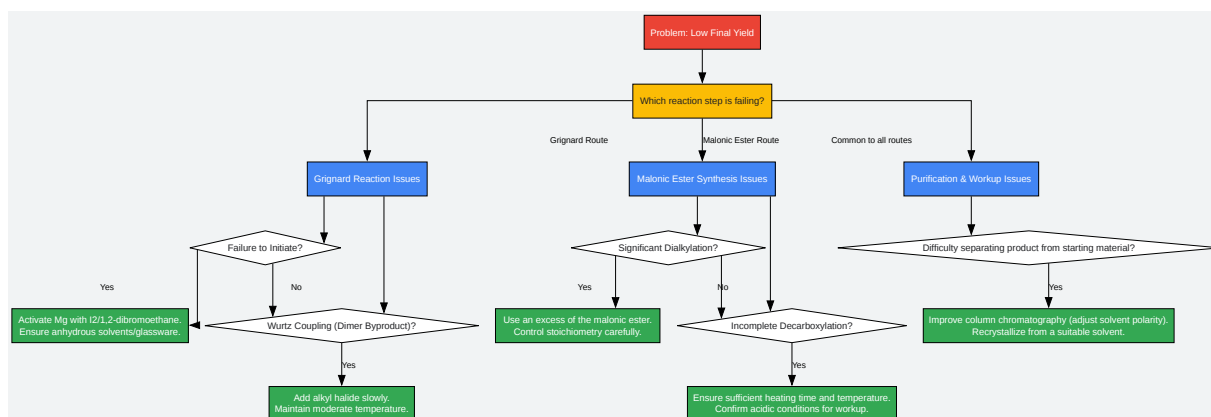 Problem: Low Final Yield
Which reaction step is failing?
Grignard Route
Malonic Ester Route
Common to all routes
Grignard Reaction Issues
Malonic Ester Synthesis Issues
Purification & Workup Issues
Failure to Initiate?
Significant Dialkylation?
Difficulty separating product from starting material?
Yes
No
Yes
No
Yes
Activate Mg with I2/1,2-dibromoethane.
Ensure anhydrous solvents/glassware.
Wurtz Coupling (Dimer Byproduct)?
Use an excess of the malonic ester.
Control stoichiometry carefully.
Incomplete Decarboxylation?
Improve column chromatography (adjust solvent polarity).
Recrystallize from a suitable solvent.
Yes
Yes
Add alkyl halide slowly.
Maintain moderate temperature.
Ensure sufficient heating time and temperature.
Confirm acidic conditions for workup.